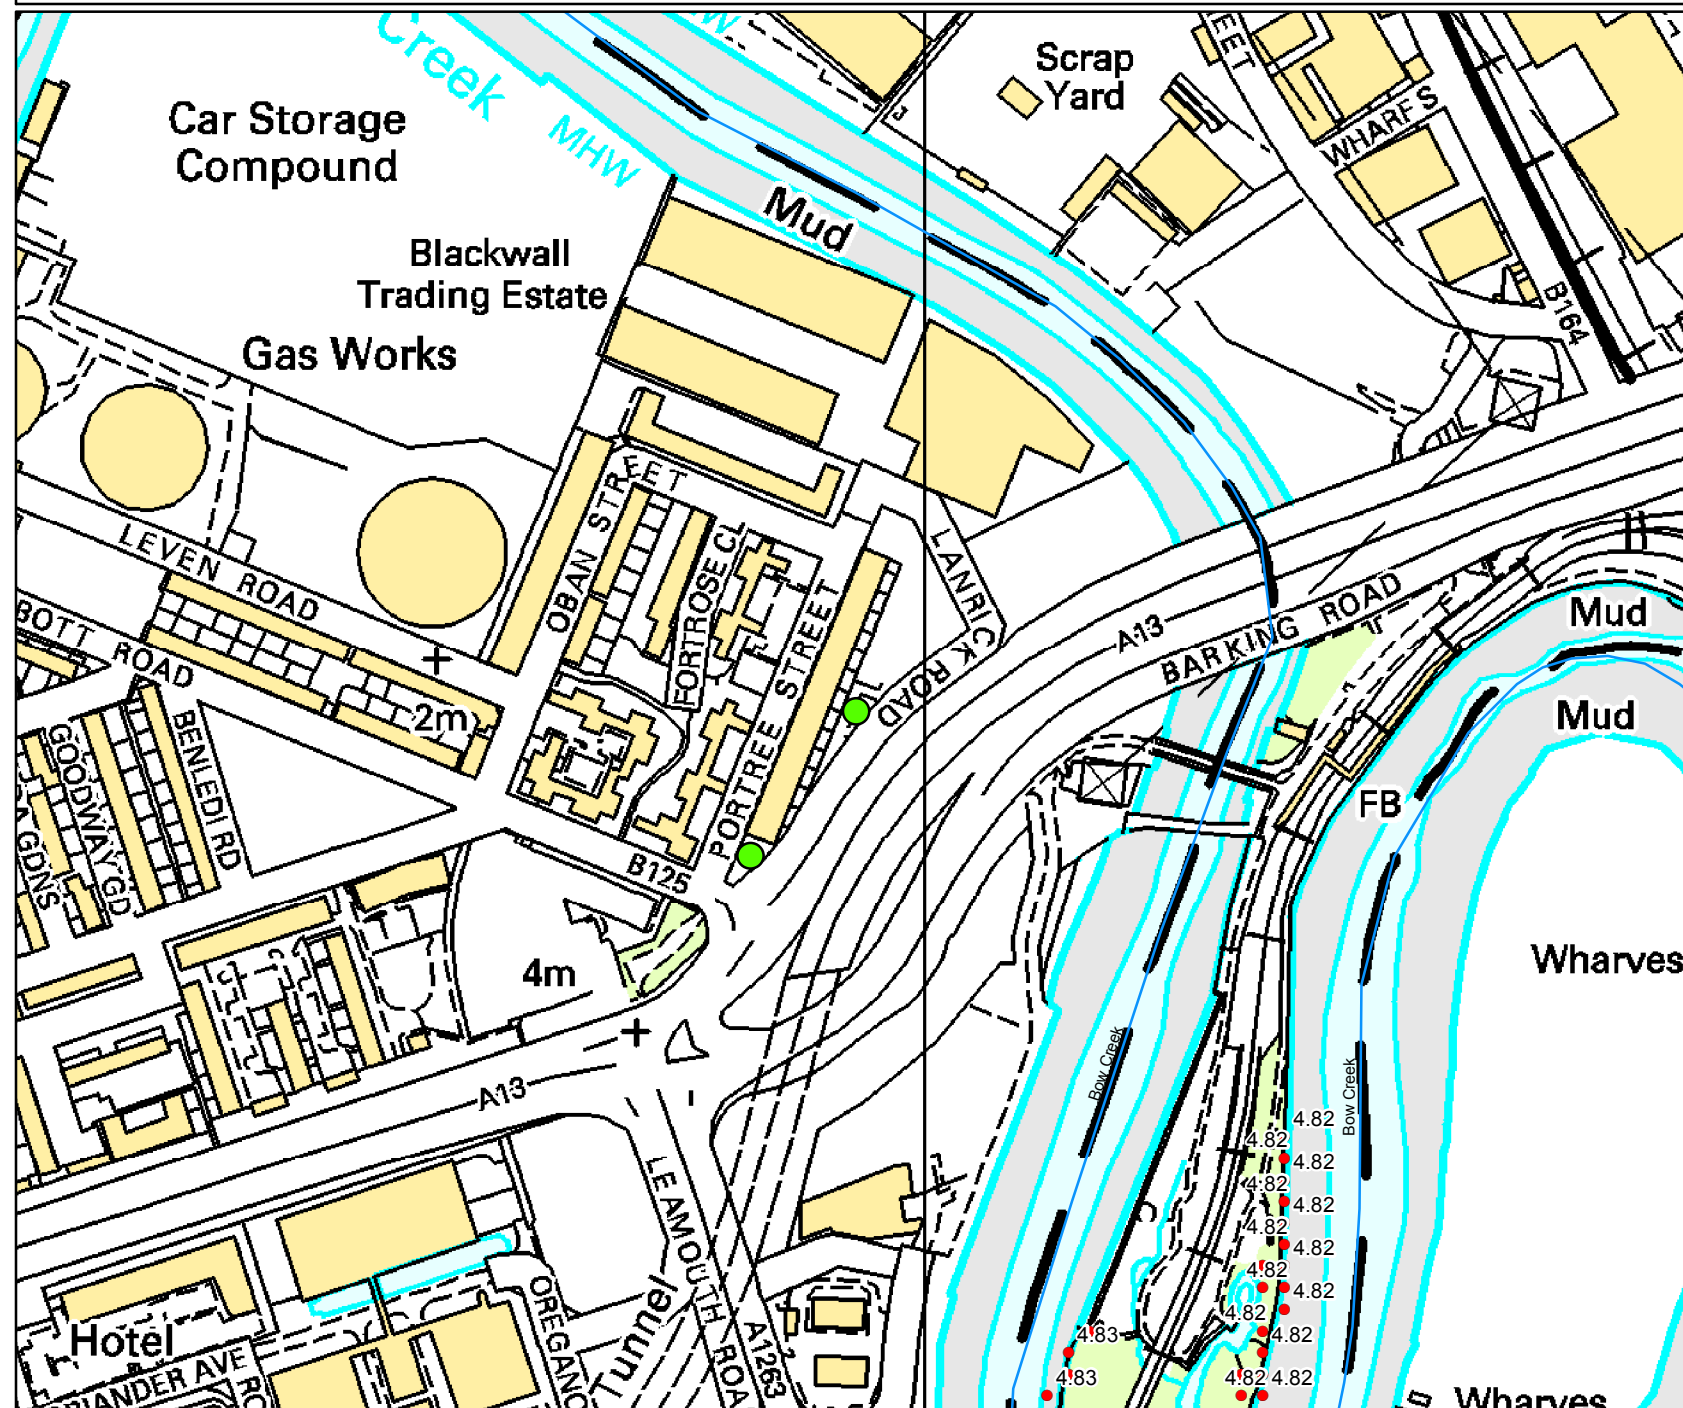 Creek
MHW
Scrap
Yard
Car Storage
Compound
WHARF S
Mud
Blackwall
Trading Estate
Gas Works
B164
OBAN STREET
FORTROSE CL
LANRICK ROAD
LEVEN ROAD
A13
BARKING ROAD
Mud
Mud
ROAD
2m
PORTREE STREET
BENLEDI RD
GOODWAY GD
FB
B125
4m
Wharves
A13
Bow Creek
Bow Creek
4.82
4.82
4.82
4.82
4.82
4.82
4.82
4.82
4.82
4.82
4.82
4.83
4.83
4.82
4.82
LEAMOUTH ROAD
A1263
Tunnel
OREGANO
Hotel
Wharves